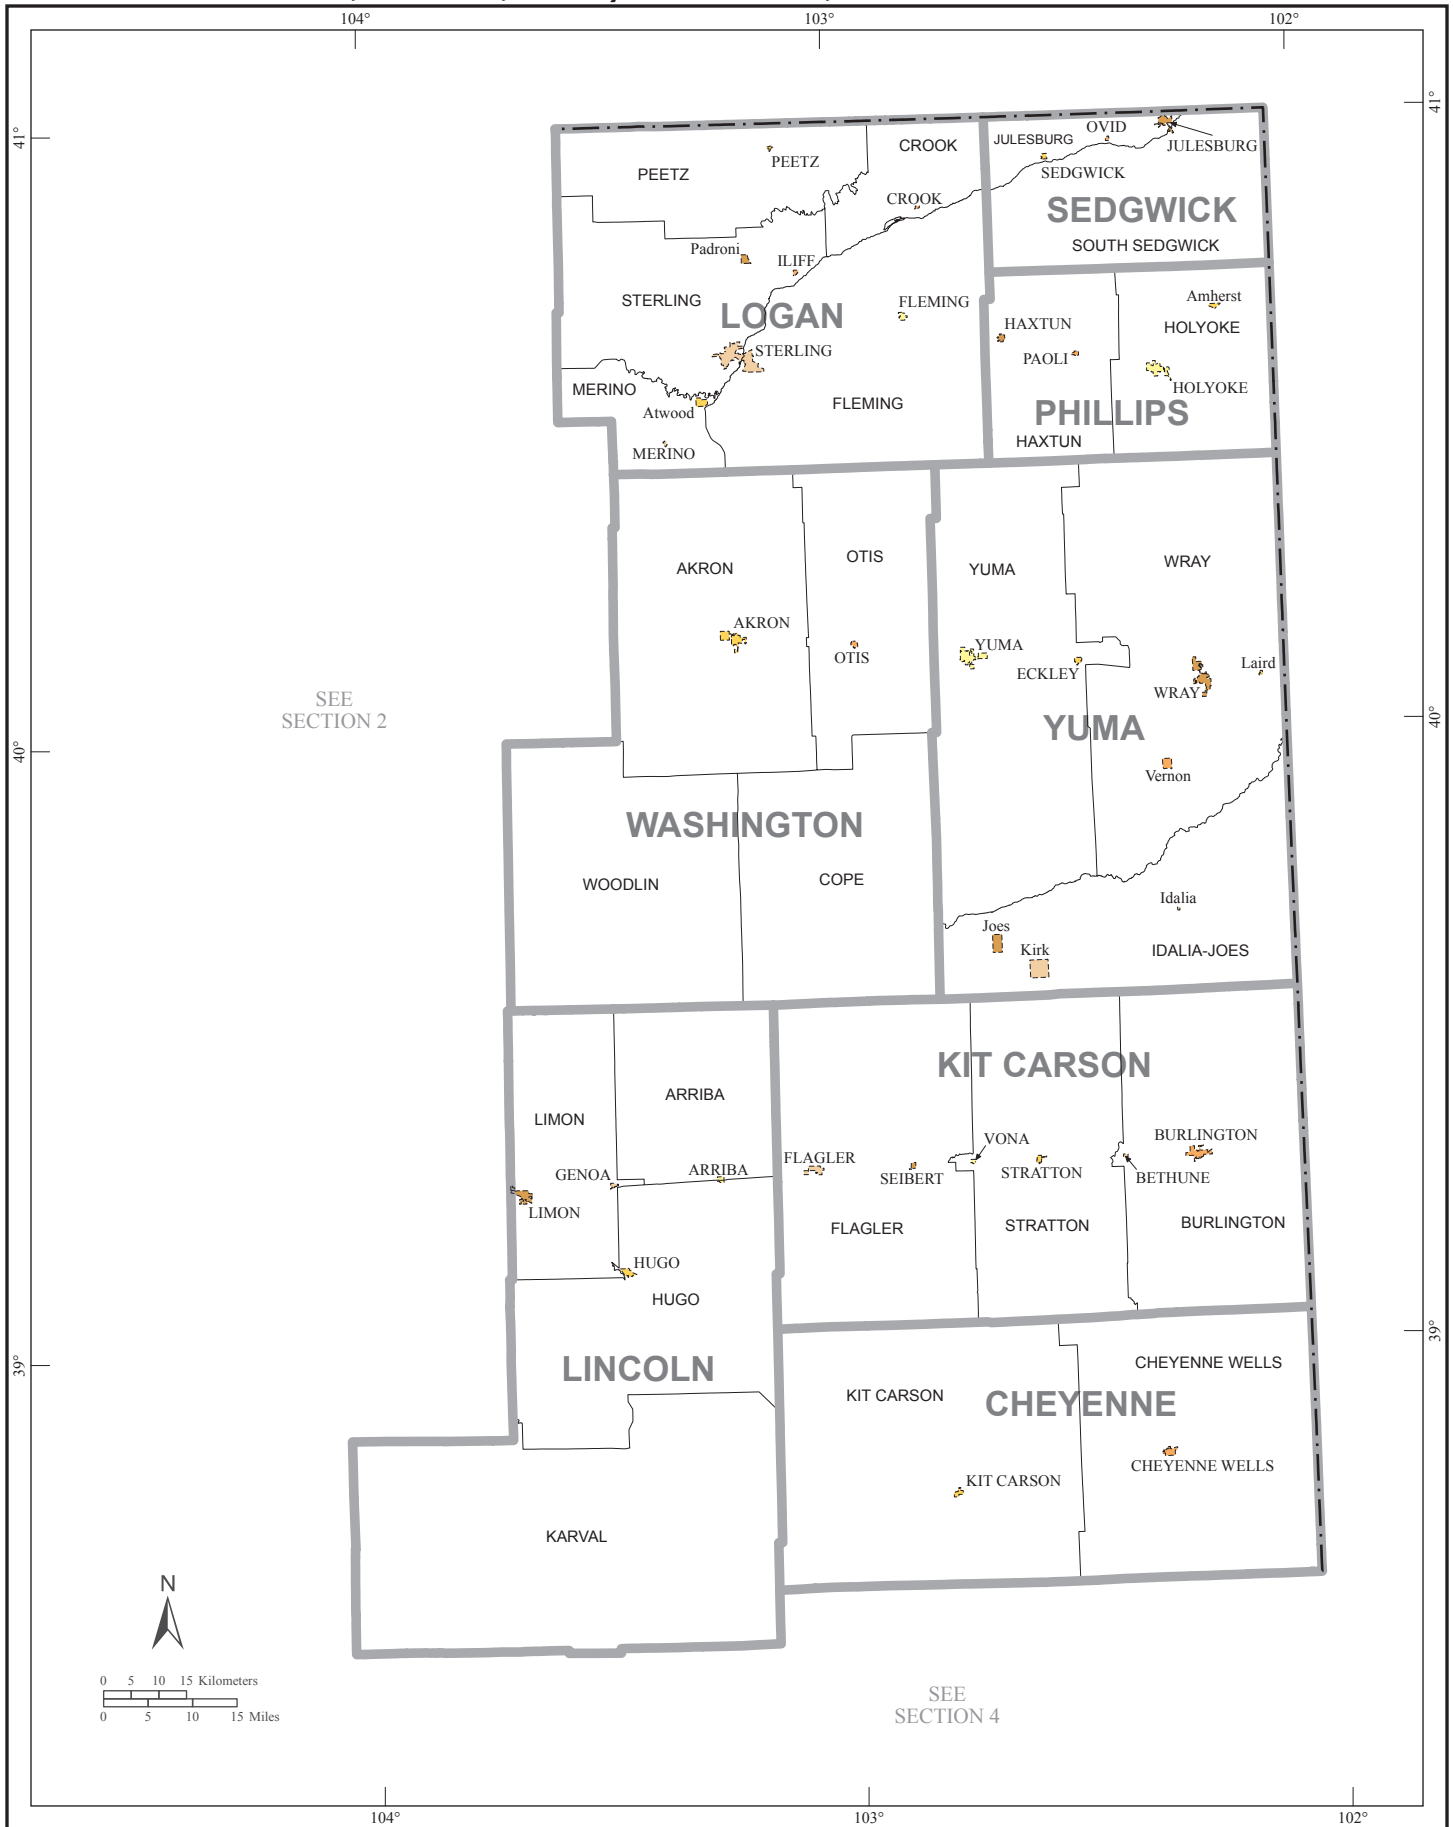 104°
103°
102°
41°
41°
PEETZ
PEETZ
CROOK
CROOK
JULESBURG
OVID
JULESBURG
SEDGWICK
SEDGWICK
SOUTH SEDGWICK
Padroni
ILIFF
STERLING
LOGAN
FLEMING
STERLING
MERINO
Atwood
FLEMING
MERINO
Amherst
HOLYOKE
HAXTUN
PAOLI
HOLYOKE
PHILLIPS
HAXTUN
AKRON
OTIS
AKRON
OTIS
YUMA
WRAY
YUMA
ECKLEY
Laird
WRAY
YUMA
Vernon
SEE
SECTION 2
40°
40°
WASHINGTON
WOODLIN
COPE
Idalia
Joes
Kirk
IDALIA-JOES
KIT CARSON
ARRIBA
LIMON
GENOA
ARRIBA
LIMON
FLAGLER
SEIBERT
VONA
STRATTON
BURLINGTON
BETHUNE
FLAGLER
STRATTON
BURLINGTON
HUGO
HUGO
39°
39°
LINCOLN
KIT CARSON
CHEYENNE WELLS
CHEYENNE
CHEYENNE WELLS
KIT CARSON
KARVAL
N
0 5 10 15 Kilometers
0 5 10 15 Miles
SEE
SECTION 4
104°
103°
102°